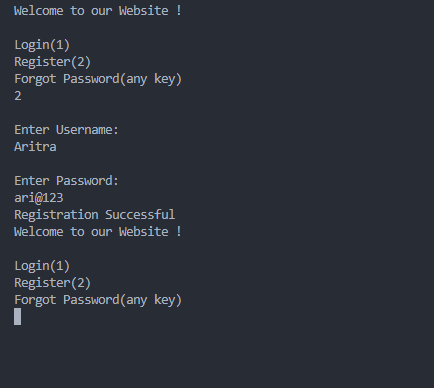 Welcome to our Website !
Login(1)
Register(2)
Forgot Password(any key)
2
Enter Username:
Aritra
Enter Password:
ari@123
Registration Successful
Welcome to our Website !
Login(1)
Register(2)
Forgot Password(any key)